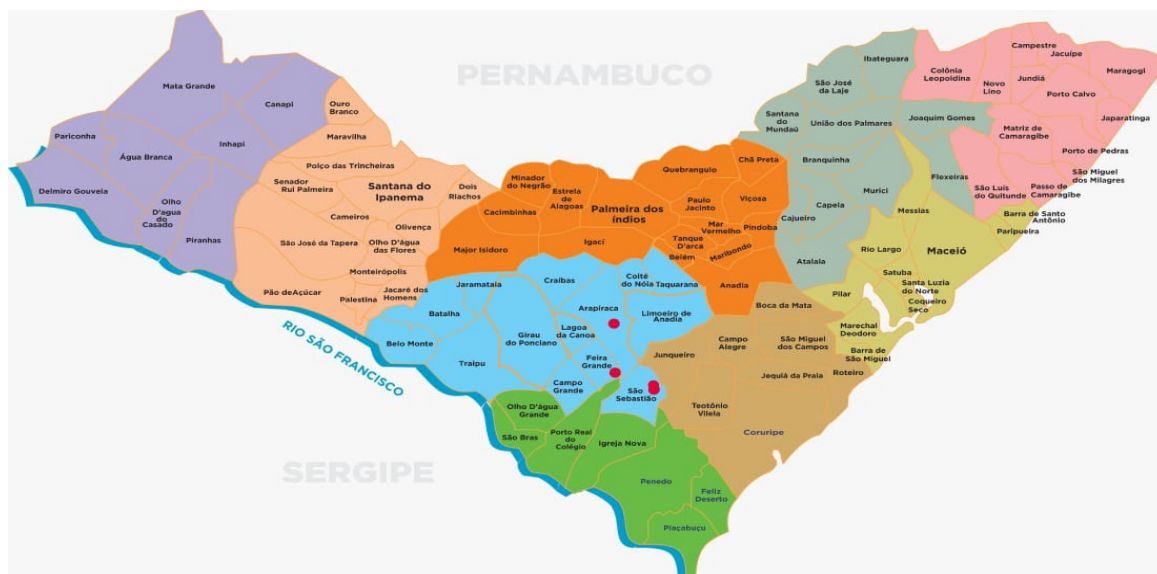 PERNAMBUCO
SERGIPE
RIO SÃO FRANCISCO
Mata Grande
Canapi
Pariconha
Água Branca
Inhapi
Delmiro Gouveia
Olho
D'agua
do
Casado
Piranhas
Ouro
Branco
Maravilha
Poiço das Trincheiras
Senador
Rui Palmeira
Santana do
Ipanema
Dois
Riachos
Carneiros
Olivença
São José da Tapera
Olho D'água
das Flores
Monteirópolis
Pão deAçúcar
Palestina
Jacaré dos
Homens
Minador
do Negrão
Estrela
de
Alagoas
Cacimbinhas
Major Isidoro
Palmeira dos
índios
Igaci
Quebrangulo
Chã Preta
Paulo
Jacinto
Viçosa
Mar
Vermelho
Pindoba
Tanque
D'arca
Belém
Maribondo
Anadia
Jaramataia
Craíbas
Coité
do Nóia
Taquarana
Batalha
Arapiraca
Limoeiro de
Anadia
Belo Monte
Girau
do Ponciano
Lagoa
da Canoa
Traipu
Feira
Grande
Campo
Grande
São
Sebastião
Olho D'água
Grande
São Bras
Porto Real
do
Colégio
Igreja Nova
Penedo
Feliz
Deserto
Piaçabuçu
Boca da Mata
Junqueiro
Campo
Alegre
São Miguel
dos Campos
Jequiá da Praia
Roteiro
Teotônio
Vilela
Coruripe
Ibateguara
São José
da Laje
Santana
do
Mundaú
União dos Palmares
Joaquim Gomes
Branquinha
Flexeiras
Murici
Capela
Cajueiro
Atalaia
Colônia
Leopoldina
Novo
Lino
Campestre
Jacuípe
Jundiá
Maragogi
Porto Calvo
Japaratinga
Matriz de
Camaragibe
Porto de Pedras
São Miguel
dos Milagres
São Luís do
Quitunde
Passo de
Camaragibe
Messias
Barra de Santo
Antônio
Paripueira
Rio Largo
Maceió
Satuba
Santa Luzia
do Norte
Coqueiro
Seco
Pilar
Marechal
Deodoro
Barra de
São Miguel